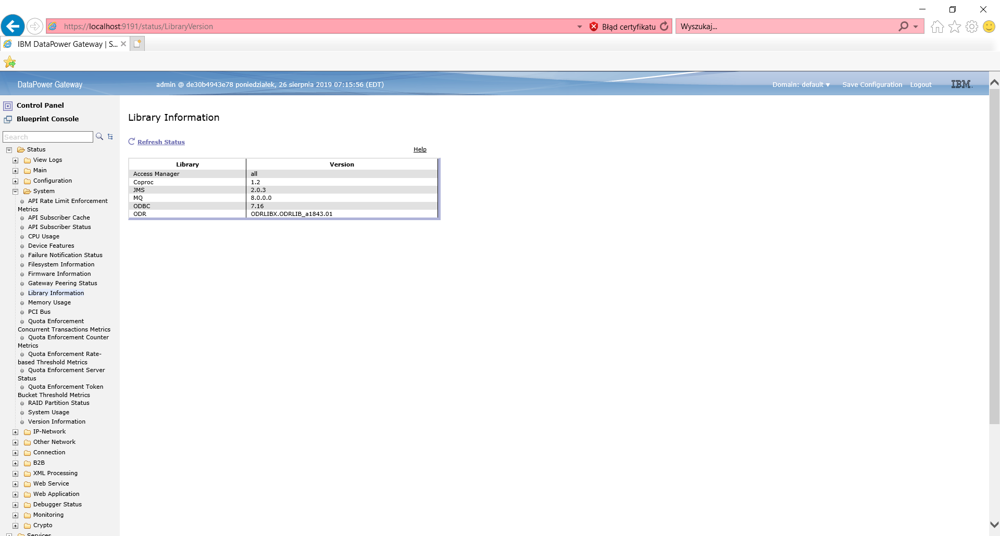 https://localhost:9191/status/LibraryVersion
Błąd certyfikatu
Wyszukaj...
IBM DataPower Gateway | S...
DataPower Gateway
admin @ de30b4943e78 poniedziałek, 26 sierpnia 2019 07:15:56 (EDT)
Domain: default
Save Configuration
Logout
IBM.
Control Panel
Blueprint Console
Search
Status
View Logs
Main
Configuration
System
API Rate Limit Enforcement
Metrics
API Subscriber Cache
API Subscriber Status
CPU Usage
Device Features
Failure Notification Status
Filesystem Information
Firmware Information
Gateway Peering Status
Library Information
Memory Usage
PCI Bus
Quota Enforcement
Concurrent Transactions Metrics
Quota Enforcement Counter
Metrics
Quota Enforcement Rate-
based Threshold Metrics
Quota Enforcement Server
Status
Quota Enforcement Token
Bucket Threshold Metrics
RAID Partition Status
System Usage
Version Information
IP-Network
Other Network
Connection
B2B
XML Processing
Web Service
Web Application
Debugger Status
Monitoring
Crypto
Services
Library Information
Refresh Status
Help
Library Version
Access Manager all
Coproc 1.2
JMS 2.0.3
MQ 8.0.0.0
ODBC 7.16
ODR ODRLIBX.ODRLIB_a1843.01